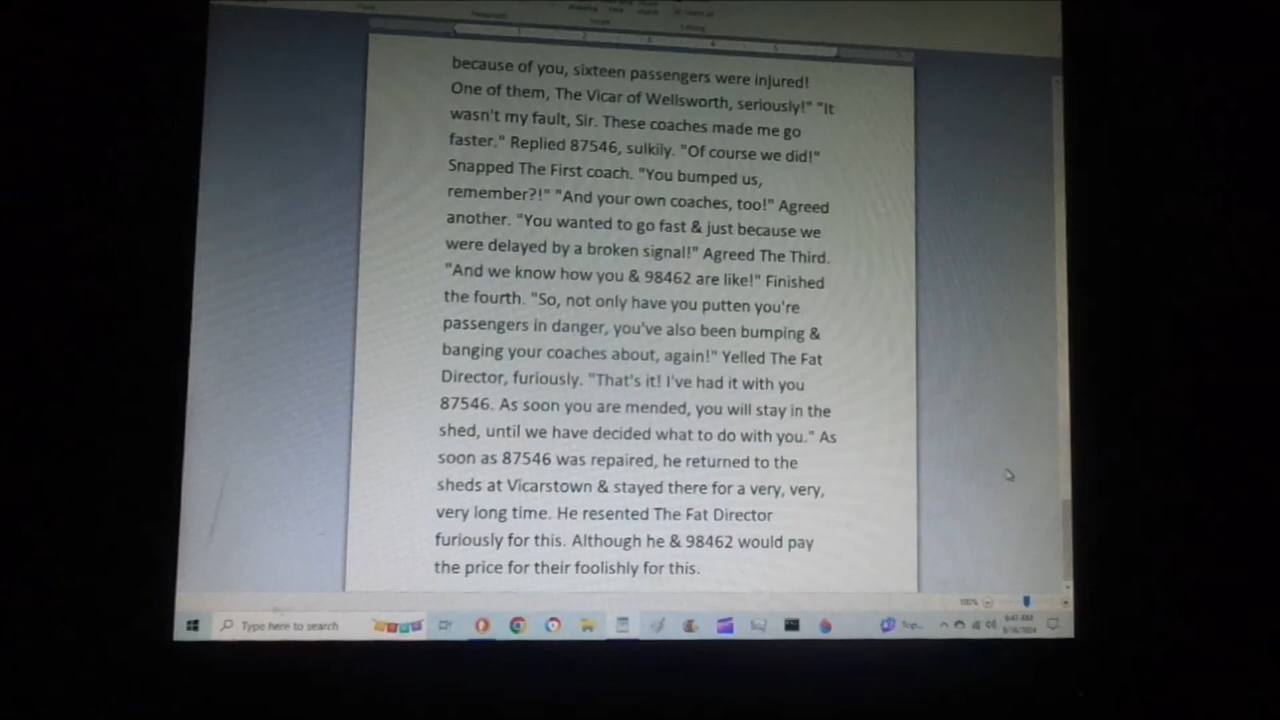 because of you, sixteen passengers were injured!
One of them, The Vicar of Wellsworth, seriously!" "It
wasn't my fault, Sir. These coaches made me go
faster." Replied 87546, sulkily. "Of course we did!"
Snapped The First coach. "You bumped us,
remember?!" "And your own coaches, too!" Agreed
another. "You wanted to go fast & just because we
were delayed by a broken signal!" Agreed The Third.
"And we know how you & 98462 are like!" Finished
the fourth. "So, not only have you putten you're
passengers in danger, you've also been bumping &
banging your coaches about, again!" Yelled The Fat
Director, furiously. "That's it! I've had it with you
87546. As soon you are mended, you will stay in the
shed, until we have decided what to do with you." As
soon as 87546 was repaired, he returned to the
sheds at Vicarstown & stayed there for a very, very,
very long time. He resented The Fat Director
furiously for this. Although he & 98462 would pay
the price for their foolishly for this.
100%
Type here to search
Top...